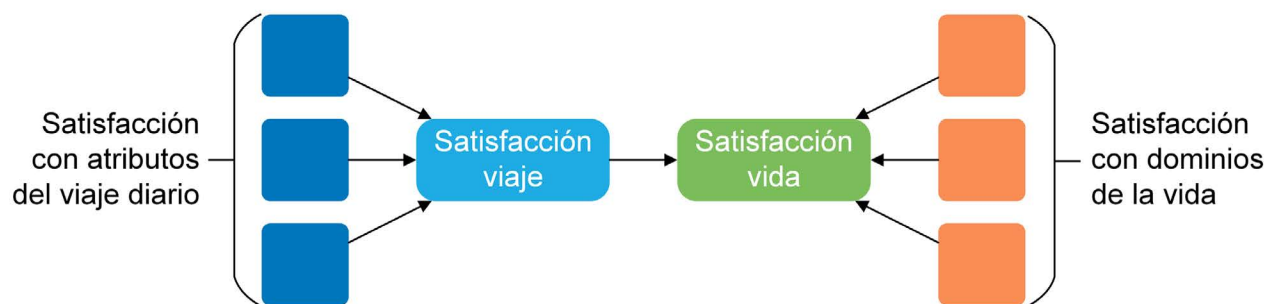 Satisfacción
con atributos
del viaje diario
Satisfacción
viaje
Satisfacción
vida
Satisfacción
con dominios
de la vida